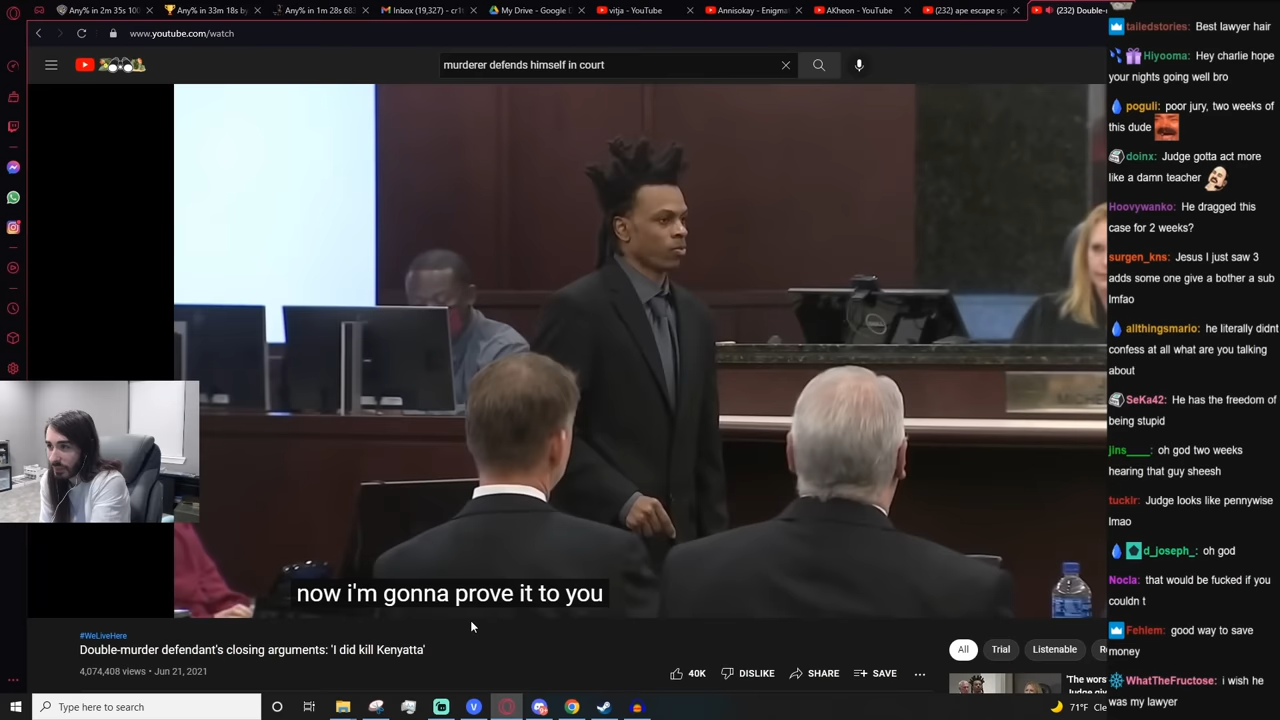 Any% in 2m 35s 100
Any% in 33m 18s by
Any% in 1m 28s 683
Inbox (19,327) - cr1t
My Drive - Google D
vitja - YouTube
Annisokay - Enigma
AKheon - YouTube
(232) ape escape sp
(232) Double-
www.youtube.com/watch
murderer defends himself in court
now i'm gonna prove it to you
#WeLiveHere
Double-murder defendant's closing arguments: 'I did kill Kenyatta'
4,074,408 views • Jun 21, 2021
40K
DISLIKE
SHARE
SAVE
All
Trial
Listenable
'The worst
Type here to search
71°F
tailedstories: Best lawyer hair
Hiyooma: Hey charlie hope
your nights going well bro
poguli: poor jury, two weeks of
this dude
doinx: Judge gotta act more
like a damn teacher
Hoovywanko: He dragged this
case for 2 weeks?
surgen_kns: Jesus I just saw 3
adds some one give a bother a sub
lmfao
allthingsmario: he literally didnt
confess at all what are you talking
about
SeKa42: He has the freedom of
being stupid
jins____: oh god two weeks
hearing that guy sheesh
tucklr: Judge looks like pennywise
lmao
d_joseph_: oh god
Nocia: that would be fucked if you
couldn t
Fehlem: good way to save
money
WhatTheFructose: i wish he
was my lawyer